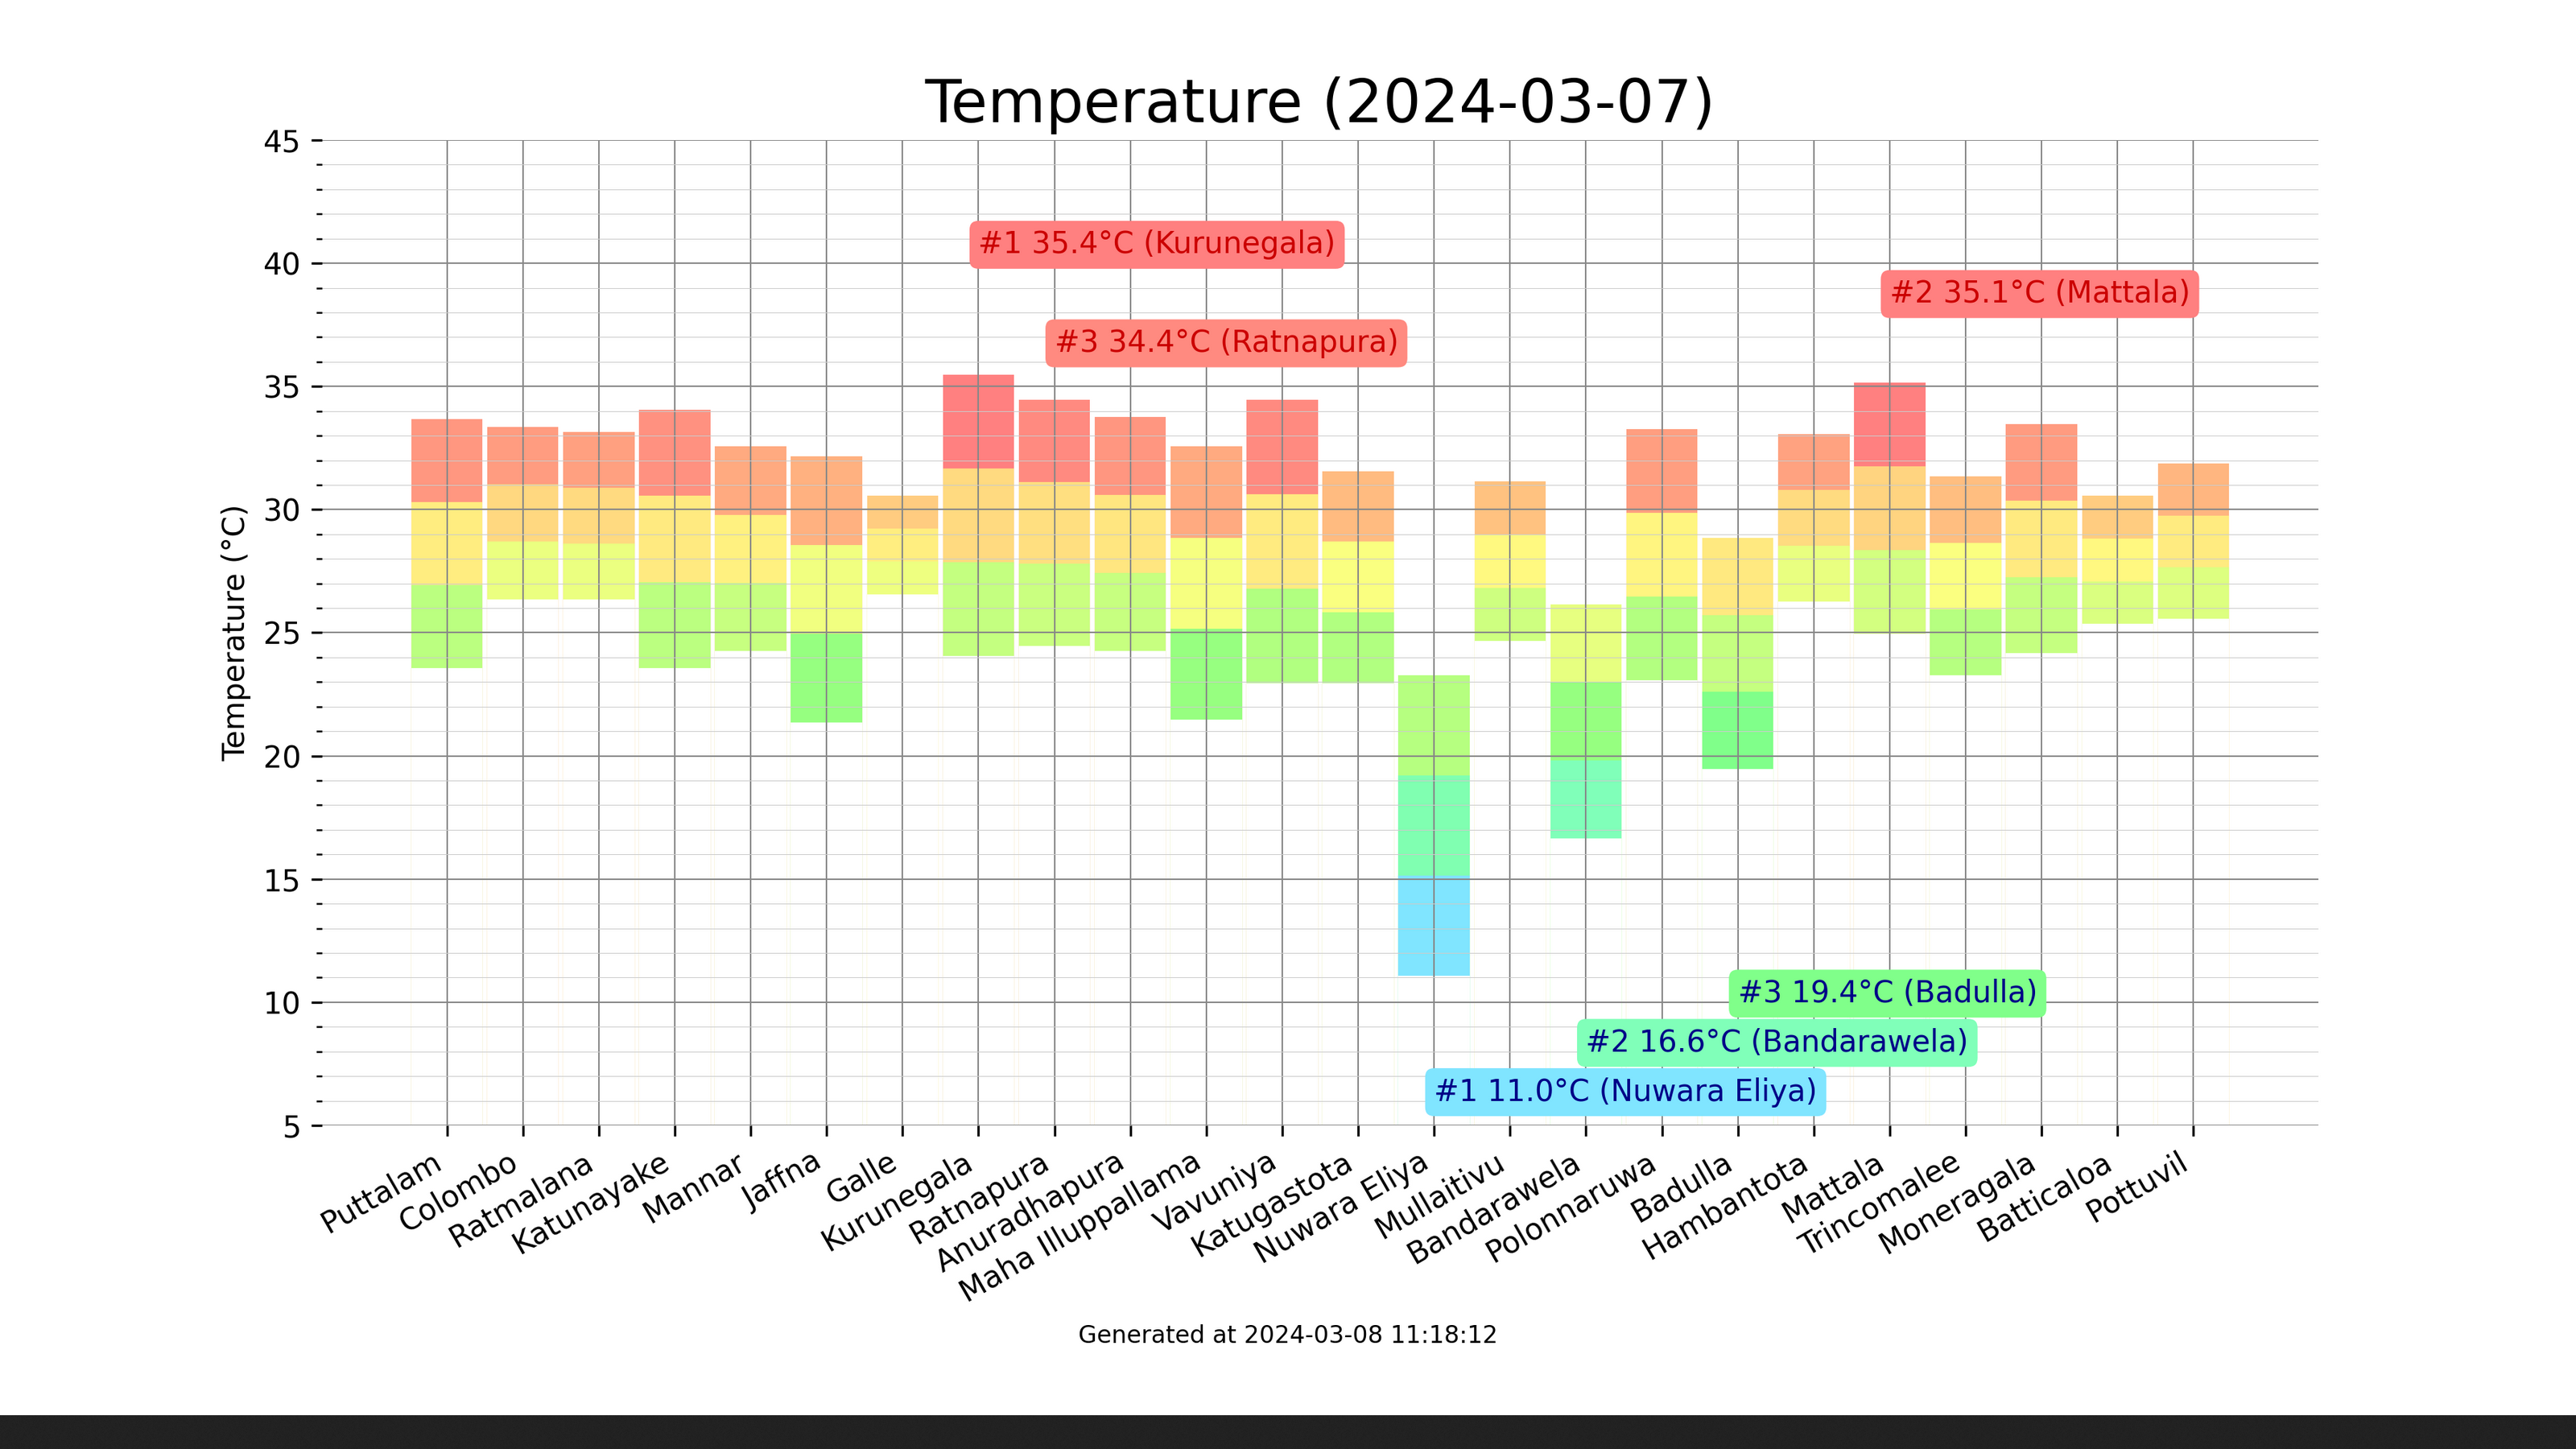 Temperature (2024-03-07)
Temperature (°C)
45
40
35
30
25
20
15
10
5
#1 35.4°C (Kurunegala)
#2 35.1°C (Mattala)
#3 34.4°C (Ratnapura)
#3 19.4°C (Badulla)
#2 16.6°C (Bandarawela)
#1 11.0°C (Nuwara Eliya)
Puttalam
Colombo
Ratmalana
Katunayake
Mannar
Jaffna
Galle
Kurunegala
Ratnapura
Anuradhapura
Maha Illuppallama
Vavuniya
Katugastota
Nuwara Eliya
Mullaitivu
Bandarawela
Polonnaruwa
Badulla
Hambantota
Mattala
Trincomalee
Moneragala
Batticaloa
Pottuvil
Generated at 2024-03-08 11:18:12